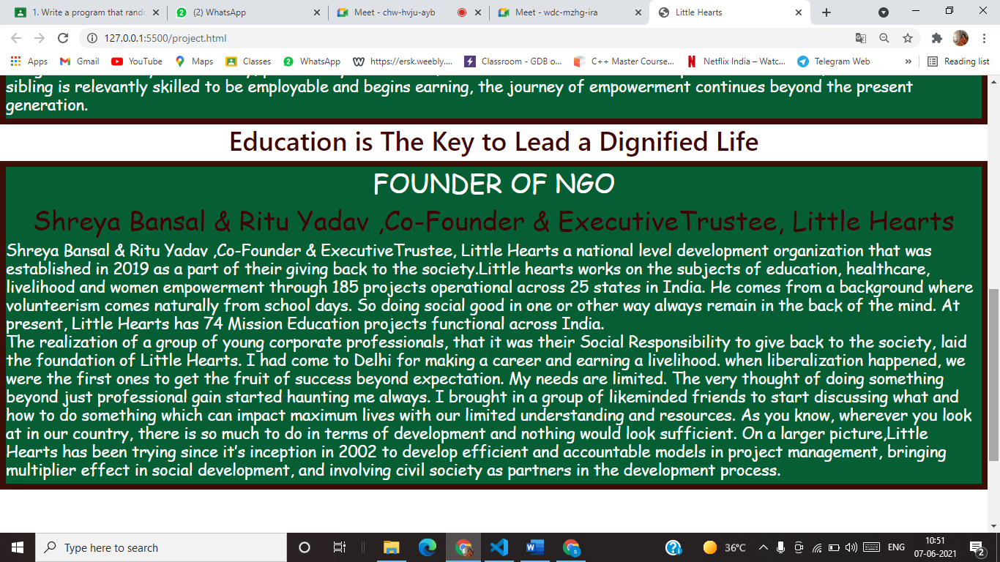 1. Write a program that rando
(2) WhatsApp
Meet - chw-hvju-ayb
Meet - wdc-mzhg-ira
Little Hearts
127.0.0.1:5500/project.html
Apps
Gmail
YouTube
Maps
Classes
2 WhatsApp
https://ersk.weebly....
Classroom - GDB o...
C++ Master Course...
Netflix India – Watc...
Telegram Web
»
Reading list
sibling is relevantly skilled to be employable and begins earning, the journey of empowerment continues beyond the present
generation.
Education is The Key to Lead a Dignified Life
FOUNDER OF NGO
Shreya Bansal & Ritu Yadav ,Co-Founder & ExecutiveTrustee, Little Hearts
Shreya Bansal & Ritu Yadav ,Co-Founder & ExecutiveTrustee, Little Hearts a national level development organization that was
established in 2019 as a part of their giving back to the society.Little hearts works on the subjects of education, healthcare,
livelihood and women empowerment through 185 projects operational across 25 states in India. He comes from a background where
volunteerism comes naturally from school days. So doing social good in one or other way always remain in the back of the mind. At
present, Little Hearts has 74 Mission Education projects functional across India.
The realization of a group of young corporate professionals, that it was their Social Responsibility to give back to the society, laid
the foundation of Little Hearts. I had come to Delhi for making a career and earning a livelihood. when liberalization happened, we
were the first ones to get the fruit of success beyond expectation. My needs are limited. The very thought of doing something
beyond just professional gain started haunting me always. I brought in a group of likeminded friends to start discussing what and
how to do something which can impact maximum lives with our limited understanding and resources. As you know, wherever you look
at in our country, there is so much to do in terms of development and nothing would look sufficient. On a larger picture,Little
Hearts has been trying since it's inception in 2002 to develop efficient and accountable models in project management, bringing
multiplier effect in social development, and involving civil society as partners in the development process.
Type here to search
36°C
ENG
10:51
07-06-2021
2